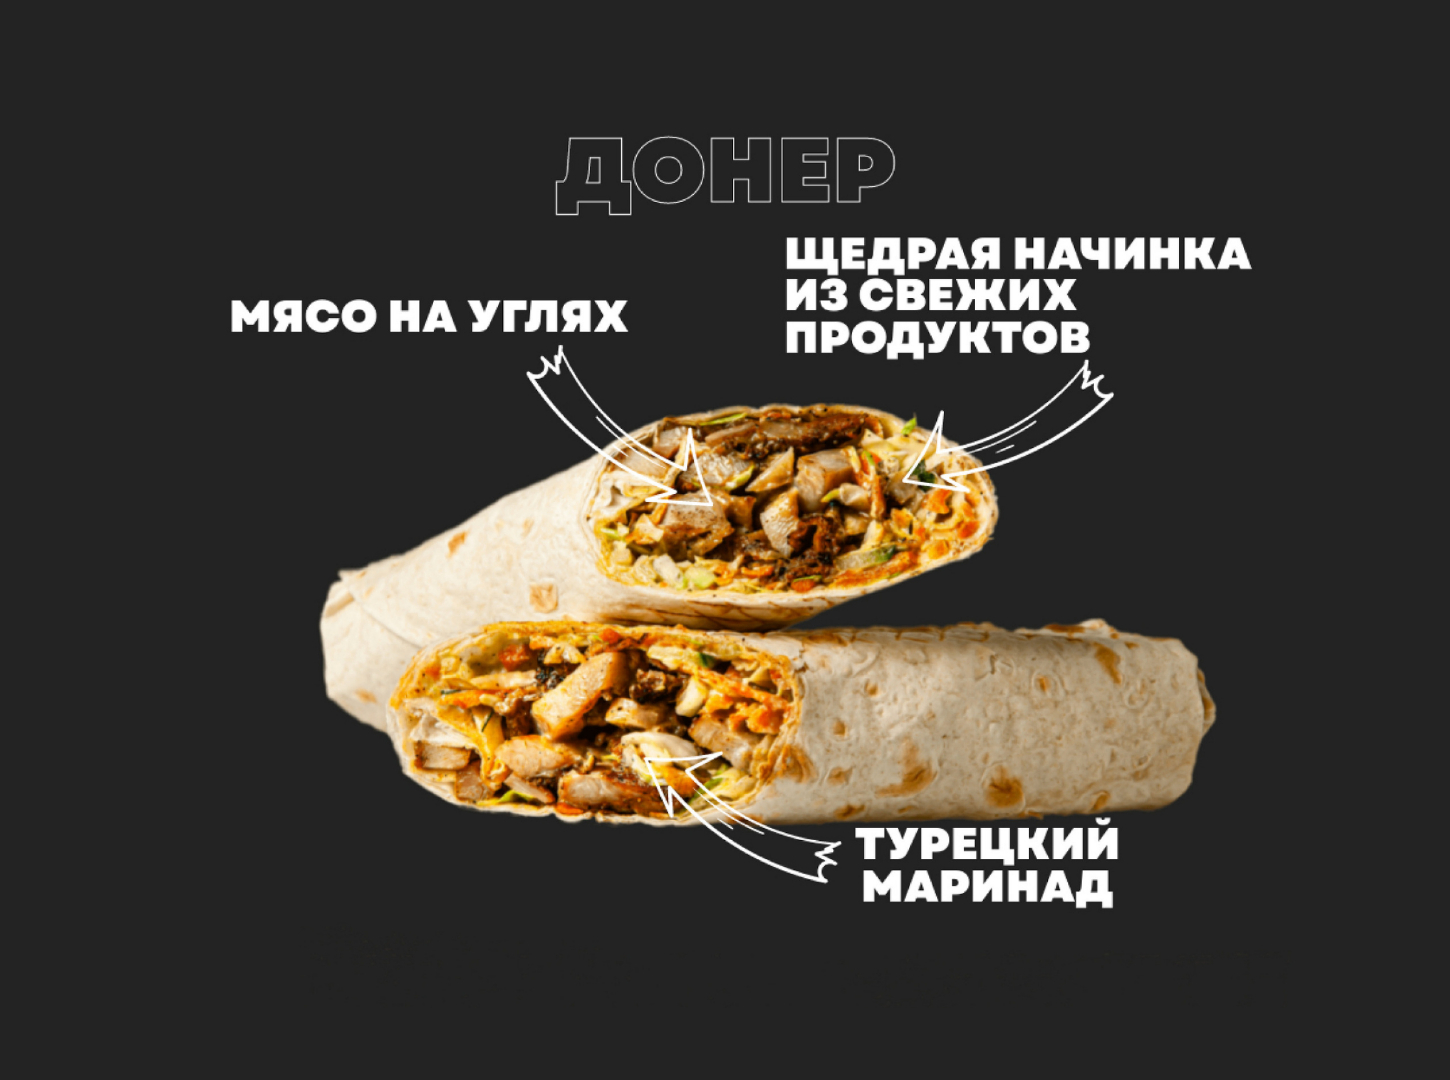 ДОНЕР
МЯСО НА УГЛЯХ
ЩЕДРАЯ НАЧИНКА
ИЗ СВЕЖИХ
ПРОДУКТОВ
ТУРЕЦКИЙ
МАРИНАД